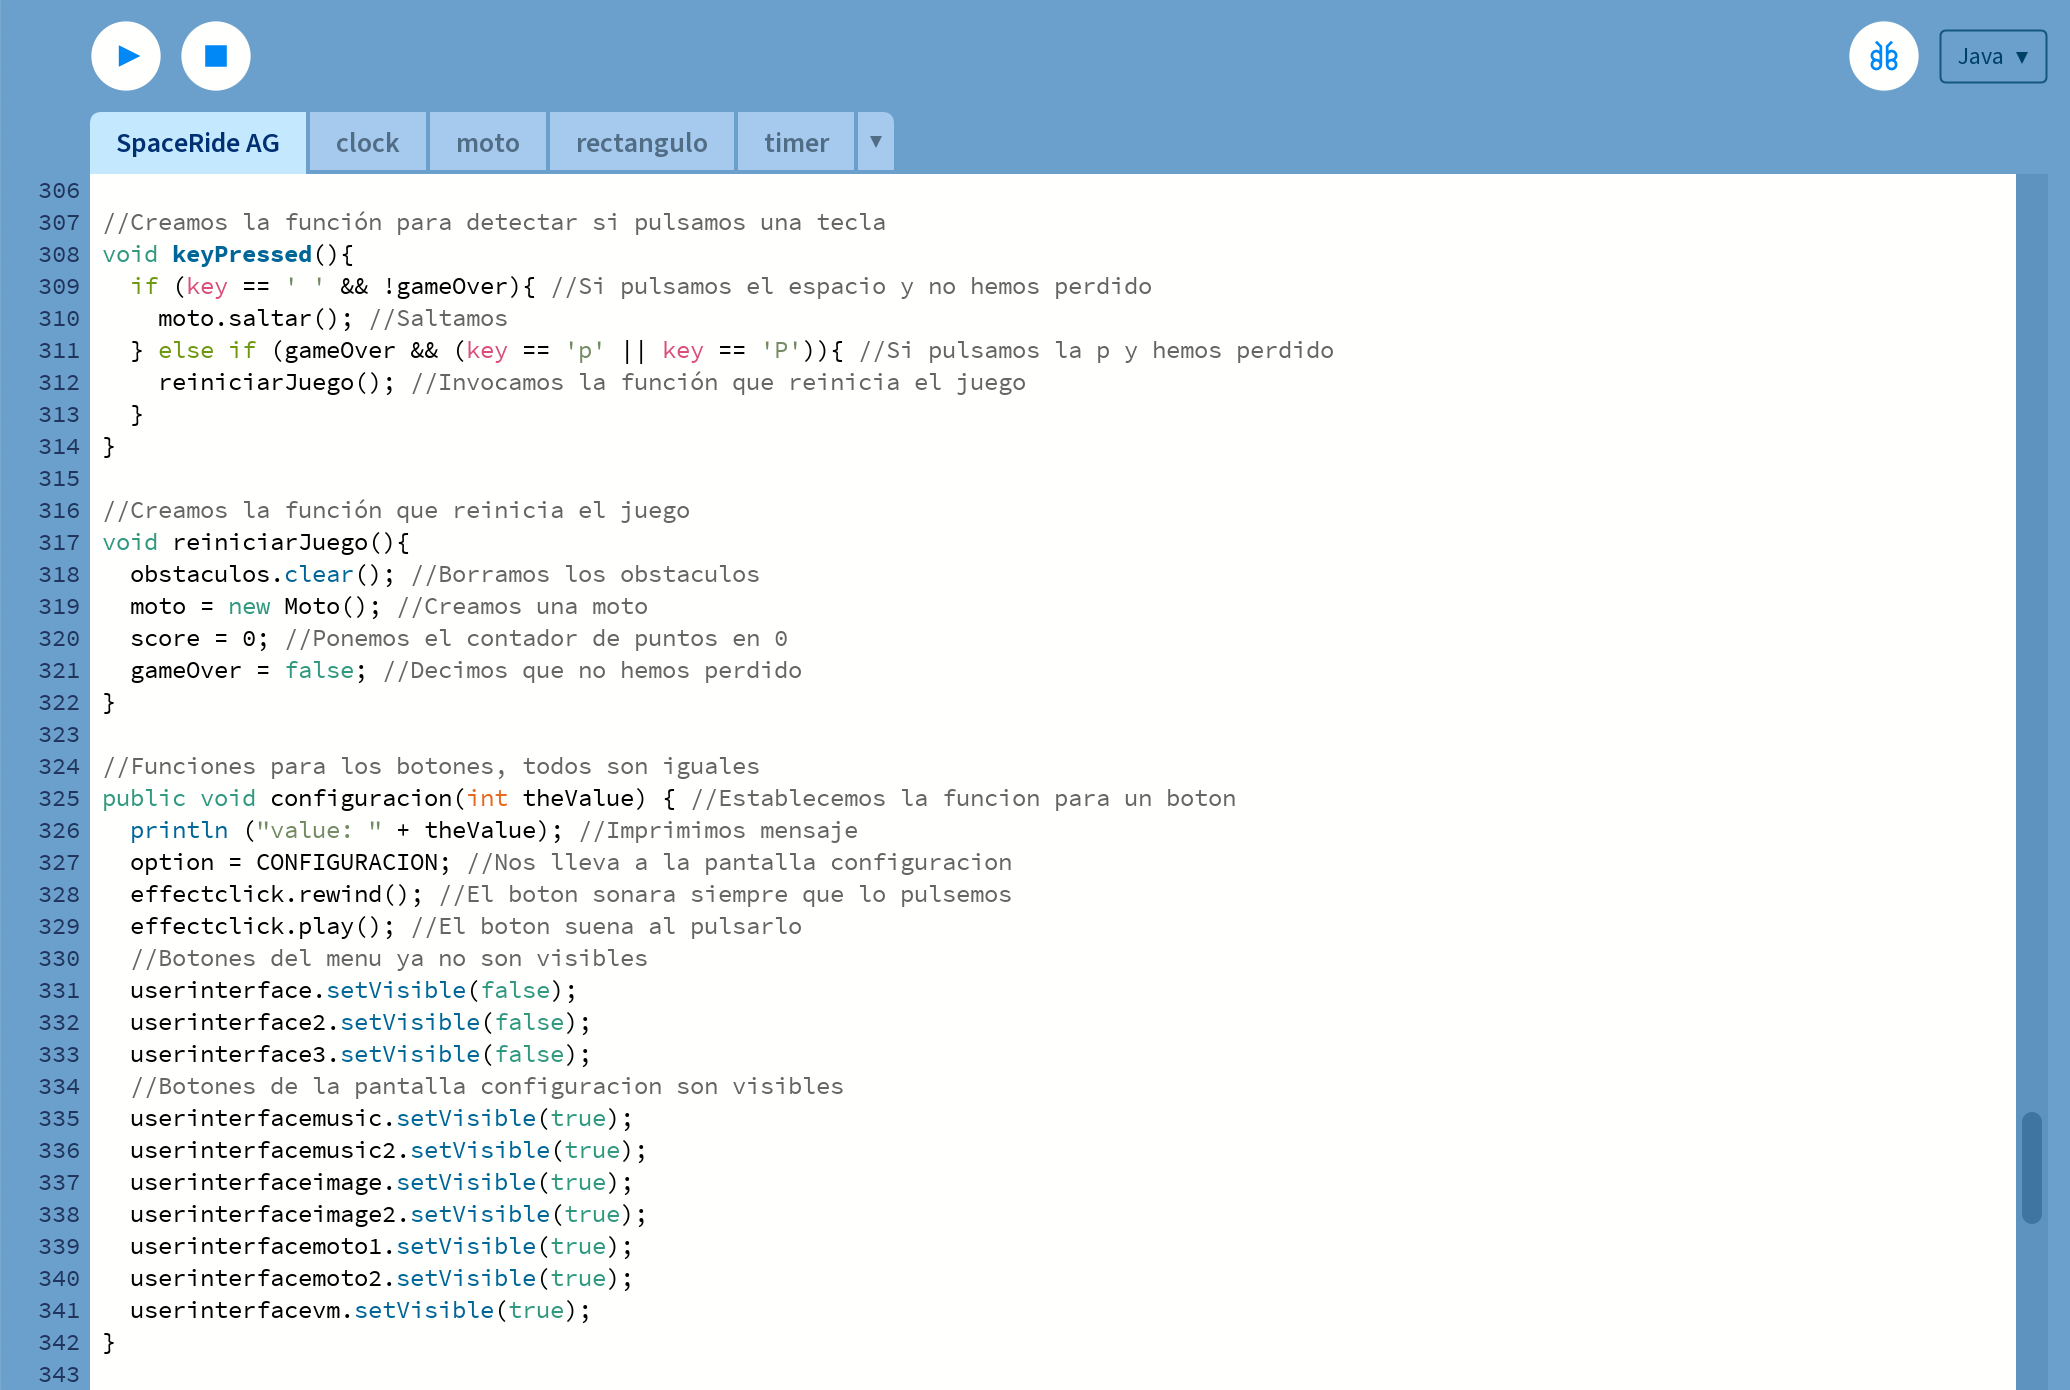 Java ▼
SpaceRide AG clock moto rectangulo timer ▼
306
307 //Creamos la función para detectar si pulsamos una tecla
308 void keyPressed(){
309   if (key == ' ' && !gameOver){ //Si pulsamos el espacio y no hemos perdido
310     moto.saltar(); //Saltamos
311   } else if (gameOver && (key == 'p' || key == 'P')){ //Si pulsamos la p y hemos perdido
312     reiniciarJuego(); //Invocamos la función que reinicia el juego
313   }
314 }
315
316 //Creamos la función que reinicia el juego
317 void reiniciarJuego(){
318   obstaculos.clear(); //Borramos los obstaculos
319   moto = new Moto(); //Creamos una moto
320   score = 0; //Ponemos el contador de puntos en 0
321   gameOver = false; //Decimos que no hemos perdido
322 }
323
324 //Funciones para los botones, todos son iguales
325 public void configuracion(int theValue) { //Establecemos la funcion para un boton
326   println ("value: " + theValue); //Imprimimos mensaje
327   option = CONFIGURACION; //Nos lleva a la pantalla configuracion
328   effectclick.rewind(); //El boton sonara siempre que lo pulsemos
329   effectclick.play(); //El boton suena al pulsarlo
330   //Botones del menu ya no son visibles
331   userinterface.setVisible(false);
332   userinterface2.setVisible(false);
333   userinterface3.setVisible(false);
334   //Botones de la pantalla configuracion son visibles
335   userinterfacemusic.setVisible(true);
336   userinterfacemusic2.setVisible(true);
337   userinterfaceimage.setVisible(true);
338   userinterfaceimage2.setVisible(true);
339   userinterfacemoto1.setVisible(true);
340   userinterfacemoto2.setVisible(true);
341   userinterfacevm.setVisible(true);
342 }
343